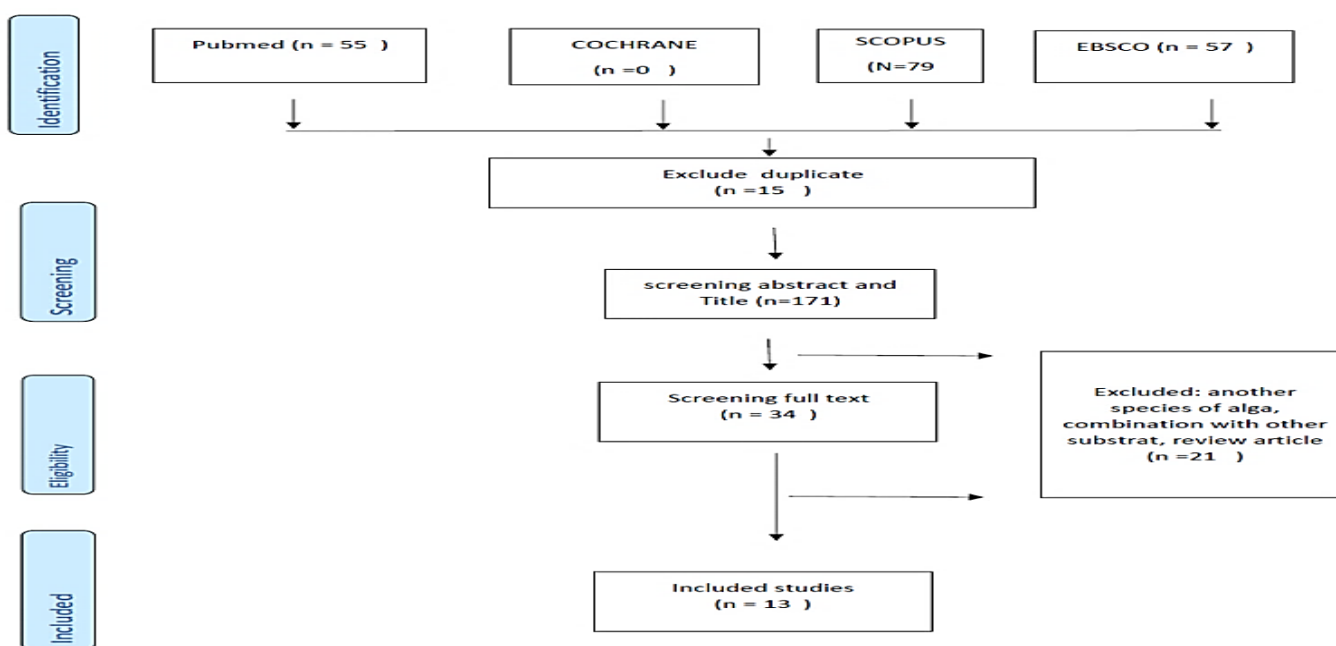 Identification
Pubmed (n = 55 )
COCHRANE
(n =0 )
SCOPUS
(N=79
EBSCO (n = 57 )
Exclude duplicate
(n =15 )
Screening
screening abstract and
Title (n=171)
Eligibility
Screening full text
(n = 34 )
Excluded: another
species of alga,
combination with other
substrat, review article
(n =21 )
Included
Included studies
(n = 13 )